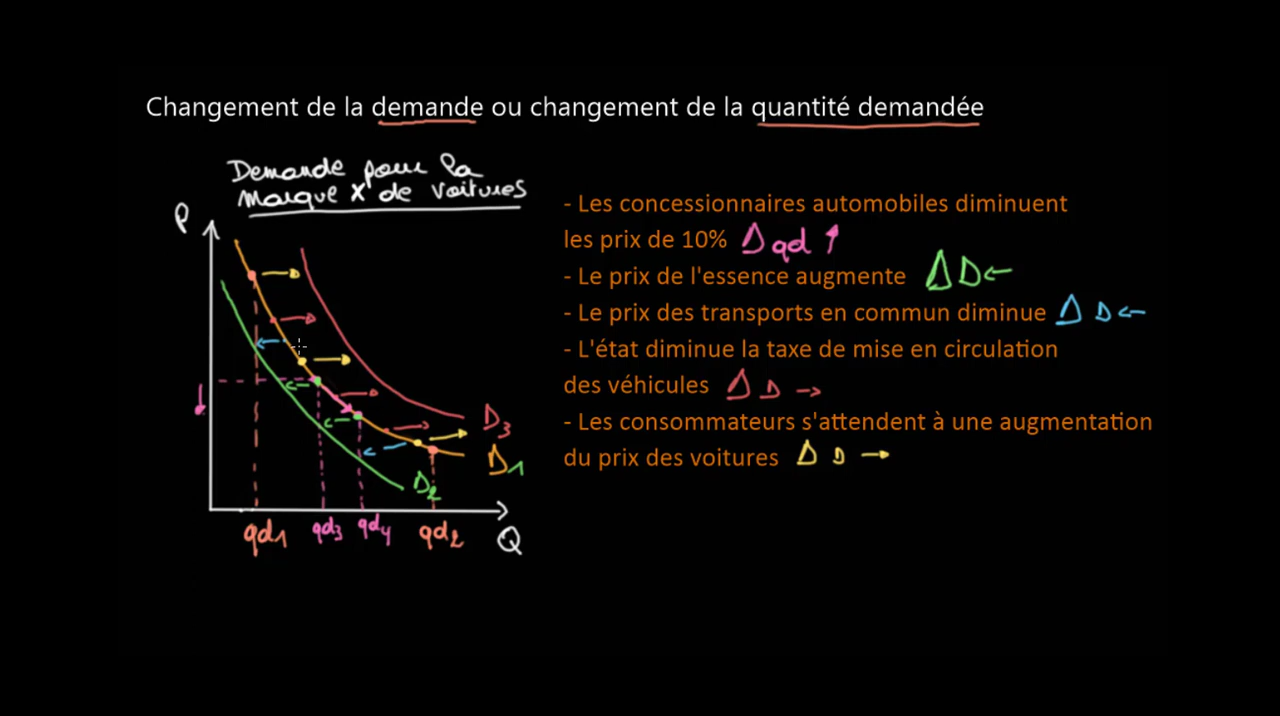 Changement de la demande ou changement de la quantité demandée
Demande pour la
marque X de voitures
P
- Les concessionnaires automobiles diminuent
les prix de 10% Δ qd ↑
- Le prix de l'essence augmente Δ D ←
- Le prix des transports en commun diminue Δ D ←
- L'état diminue la taxe de mise en circulation
des véhicules Δ D →
- Les consommateurs s'attendent à une augmentation
du prix des voitures Δ D →
D3
D1
D2
qd1 qd3 qd4 qd2 Q